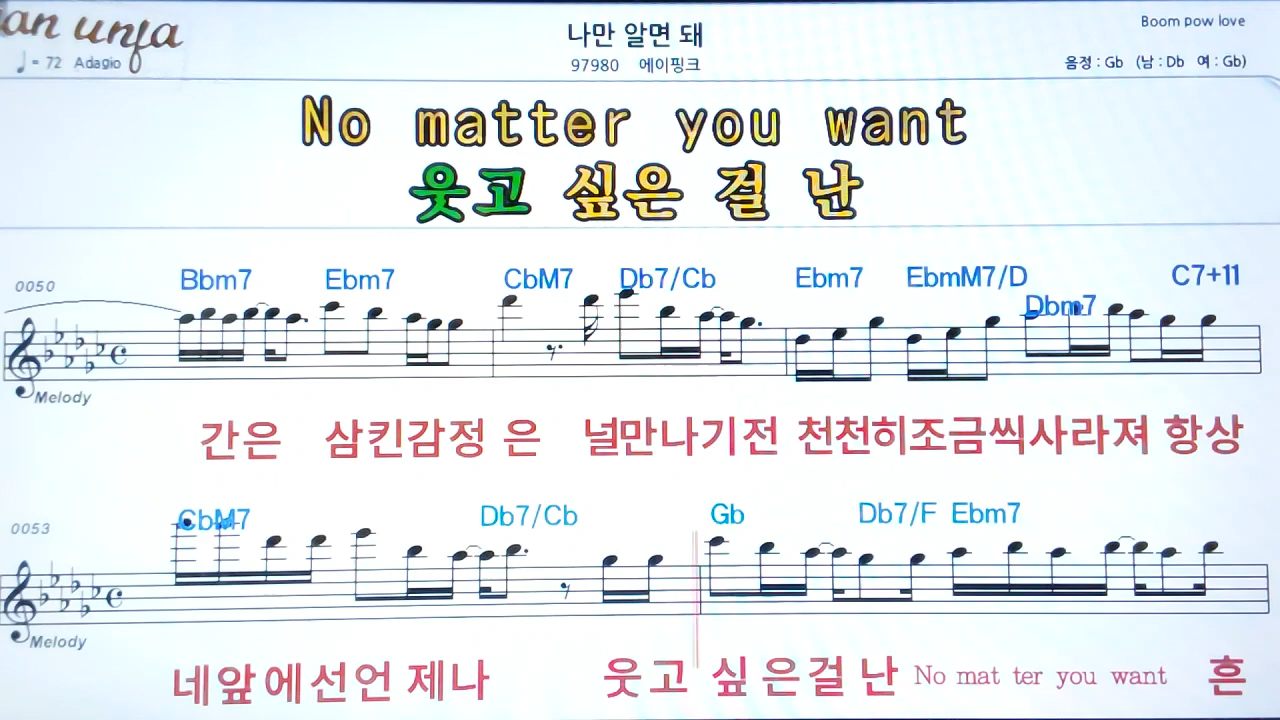 an unfa
♩= 72 Adagio
나만 알면 돼
97980 에이핑크
Boom pow love
음정 : Gb (남 : Db 여 : Gb)
No matter you want
웃고 싶은 걸 난
0050
Bbm7 Ebm7 CbM7 Db7/Cb Ebm7 EbmM7/D Dbm7 C7+11
Melody
간은 삼킨감정 은 널만나기전 천천히조금씩사라져 항상
0053
CbM7 Db7/Cb Gb Db7/F Ebm7
Melody
네앞에선언 제나 웃고 싶은걸난 No mat ter you want 흔